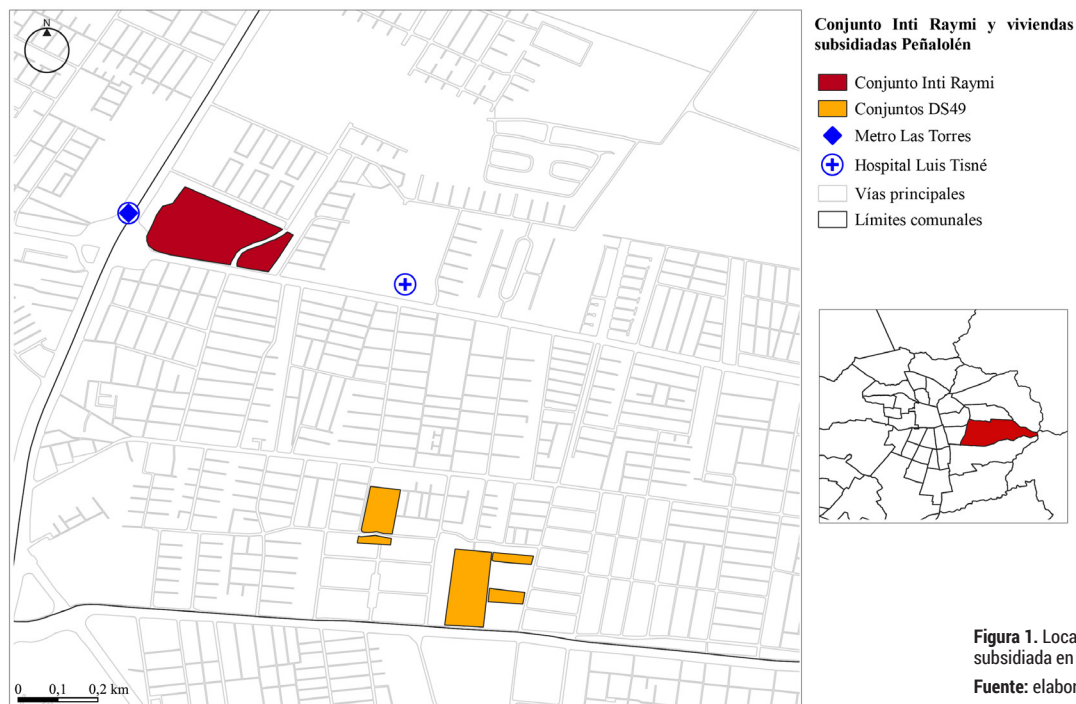 N
Conjunto Inti Raymi y viviendas
subsidiadas Peñalolén
Conjunto Inti Raymi
Conjuntos DS49
Metro Las Torres
Hospital Luis Tisné
Vías principales
Límites comunales
0 0,1 0,2 km
Figura 1. Loca
subsidiada en
Fuente: elabor